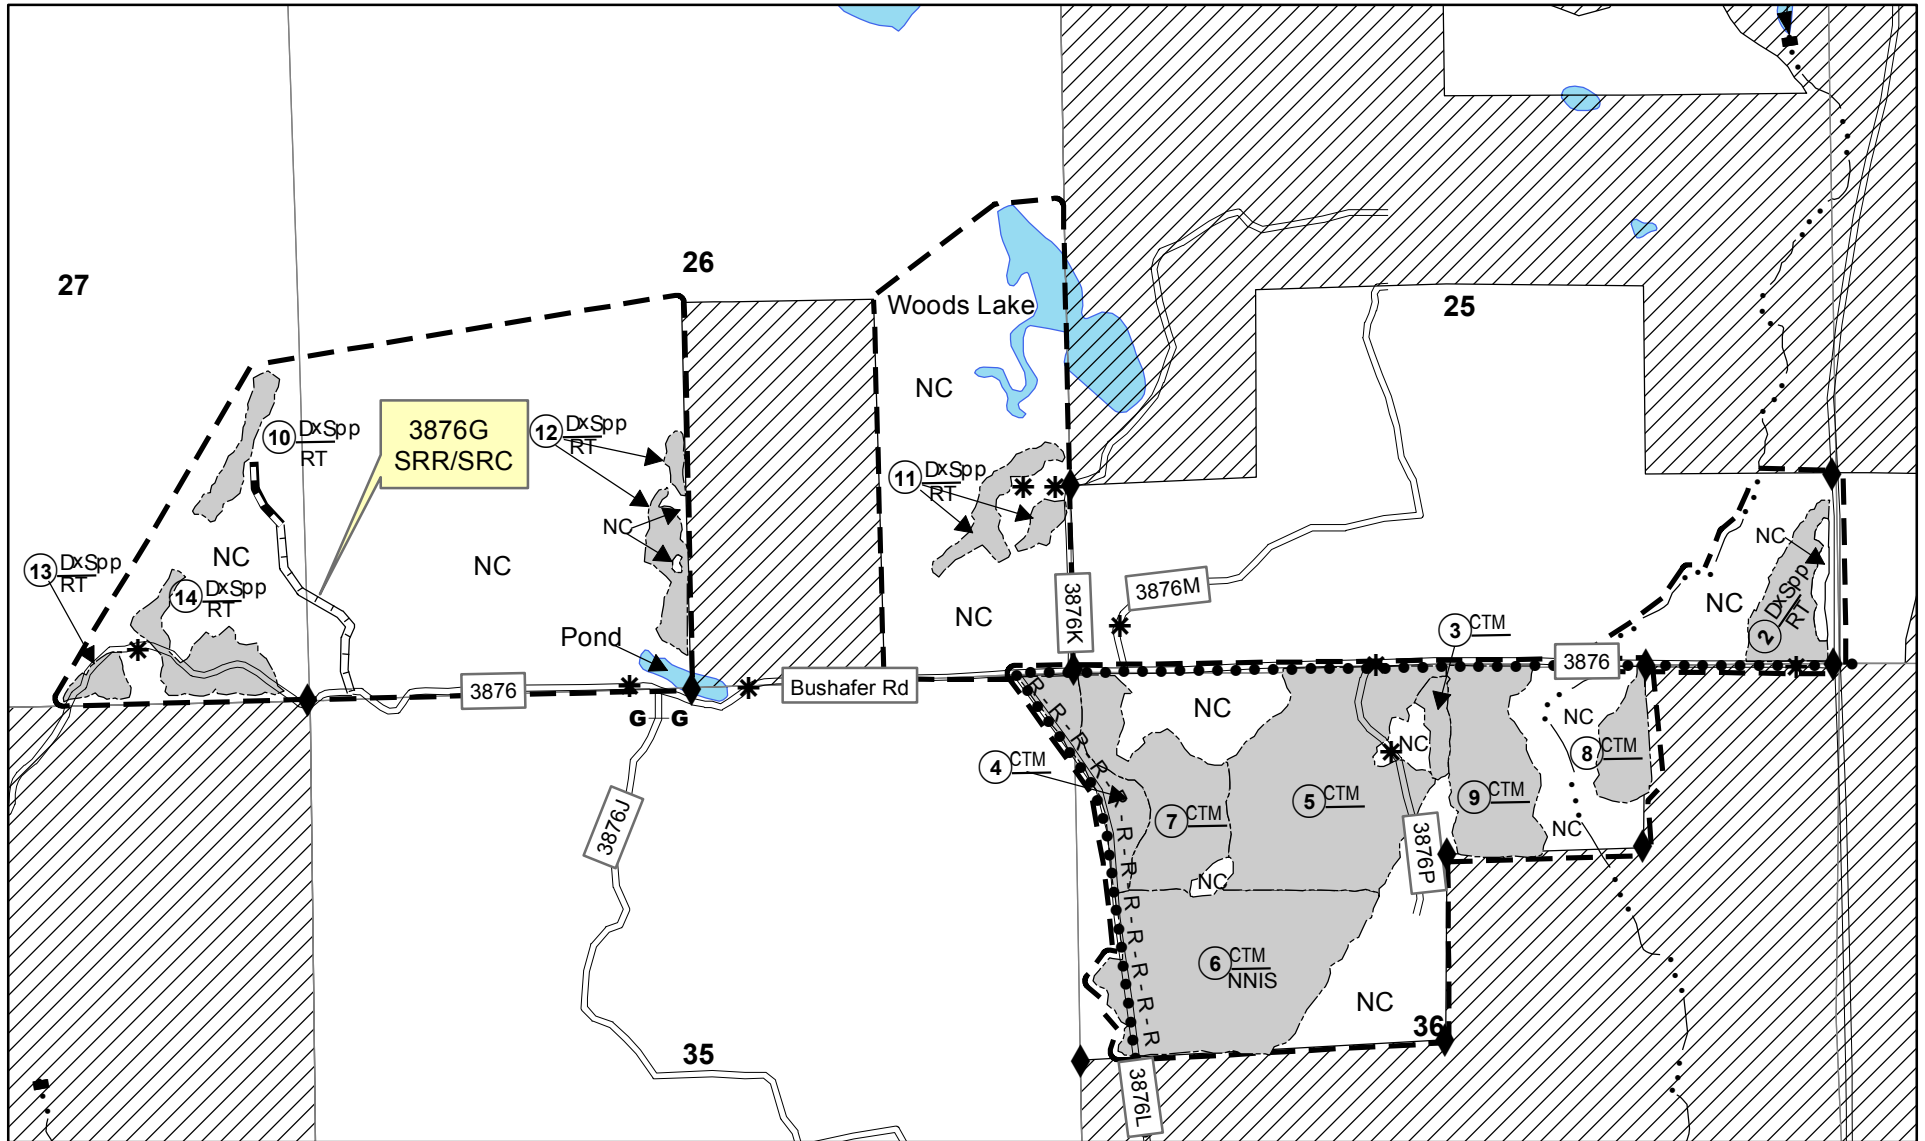 26
27
Woods Lake
25
NC
10 DxSpp
RT
3876G
SRR/SRC
12 DxSpp
RT
11 DxSpp
RT
NC
NC
NC
NC
13 DxSpp
RT
14 DxSpp
RT
NC
2 DxSpp
RT
NC
3876K
3876M
NC
Pond
3 CTM
3876
3876
Bushafer Rd
G G
NC
NC
NC
4 CTM
8 CTM
R - R - R - R - R - R - R - R - R - R - R
5 CTM
9 CTM
7 CTM
NC
3876J
3876P
NC
6 CTM
NNIS
NC
36
35
3876L